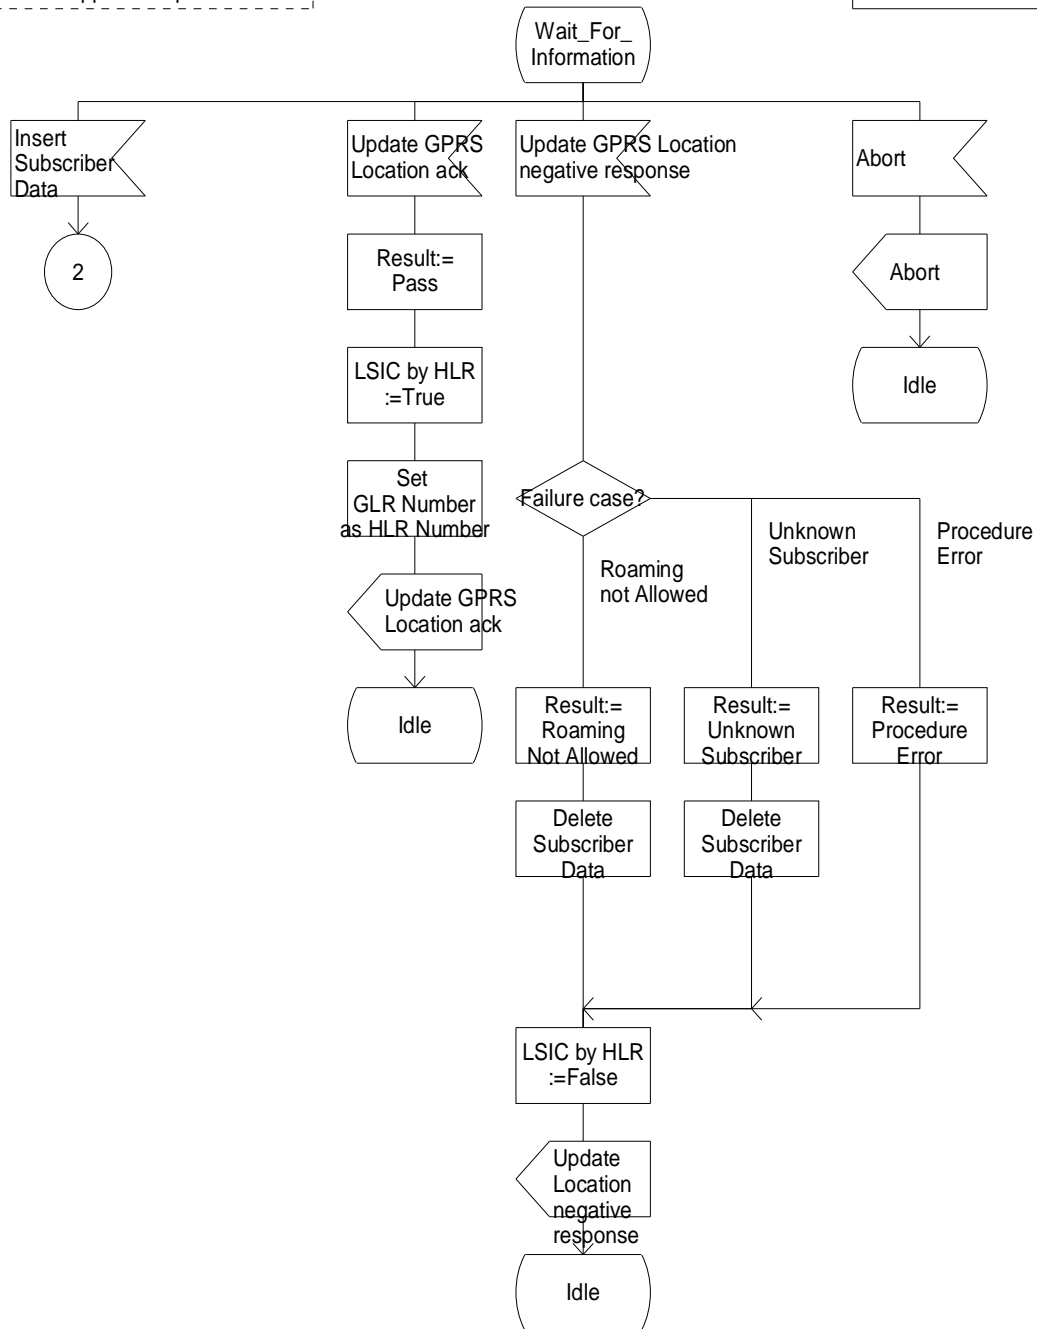 Wait_For_
Information
Insert
Subscriber
Data
Update GPRS
Location ack
Update GPRS Location
negative response
Abort
2
Result:=
Pass
Abort
LSIC by HLR
:=True
Idle
Set
GLR Number
as HLR Number
Failure case?
Unknown
Subscriber
Procedure
Error
Roaming
not Allowed
Update GPRS
Location ack
Idle
Result:=
Roaming
Not Allowed
Result:=
Unknown
Subscriber
Result:=
Procedure
Error
Delete
Subscriber
Data
Delete
Subscriber
Data
LSIC by HLR
:=False
Update
Location
negative
response
Idle